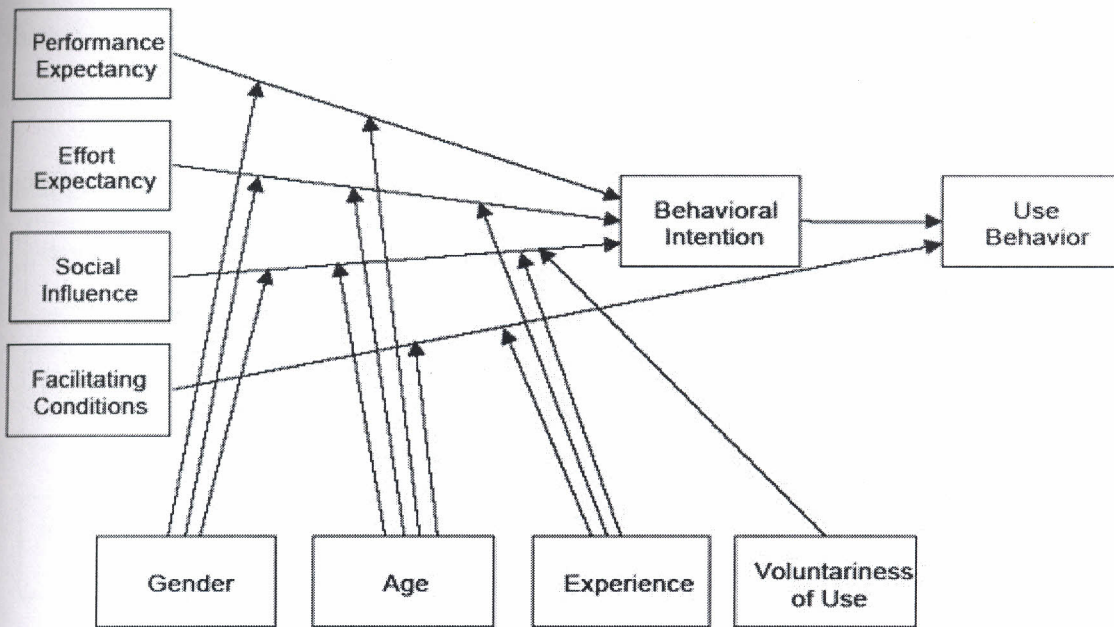 Performance
Expectancy
Effort
Expectancy
Social
Influence
Facilitating
Conditions
Behavioral
Intention
Use
Behavior
Gender
Age
Experience
Voluntariness
of Use